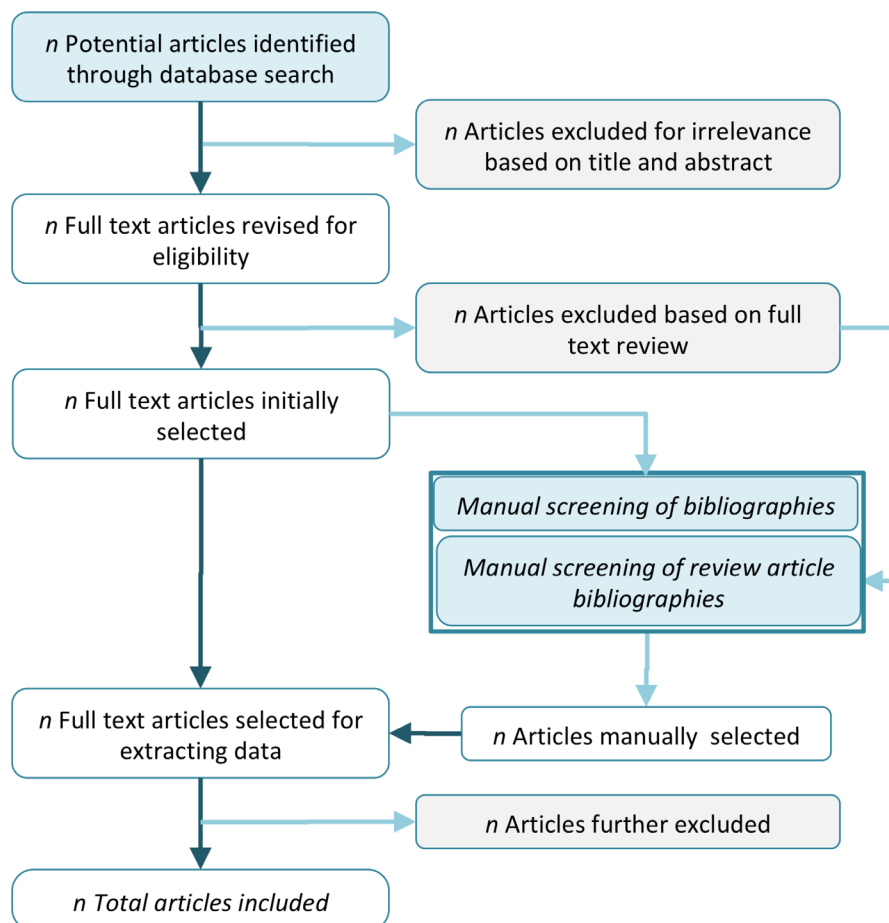 n Potential articles identified
through database search
n Articles excluded for irrelevance
based on title and abstract
n Full text articles revised for
eligibility
n Articles excluded based on full
text review
n Full text articles initially
selected
Manual screening of bibliographies
Manual screening of review article
bibliographies
n Full text articles selected for
extracting data
n Articles manually  selected
n Articles further excluded
n Total articles included